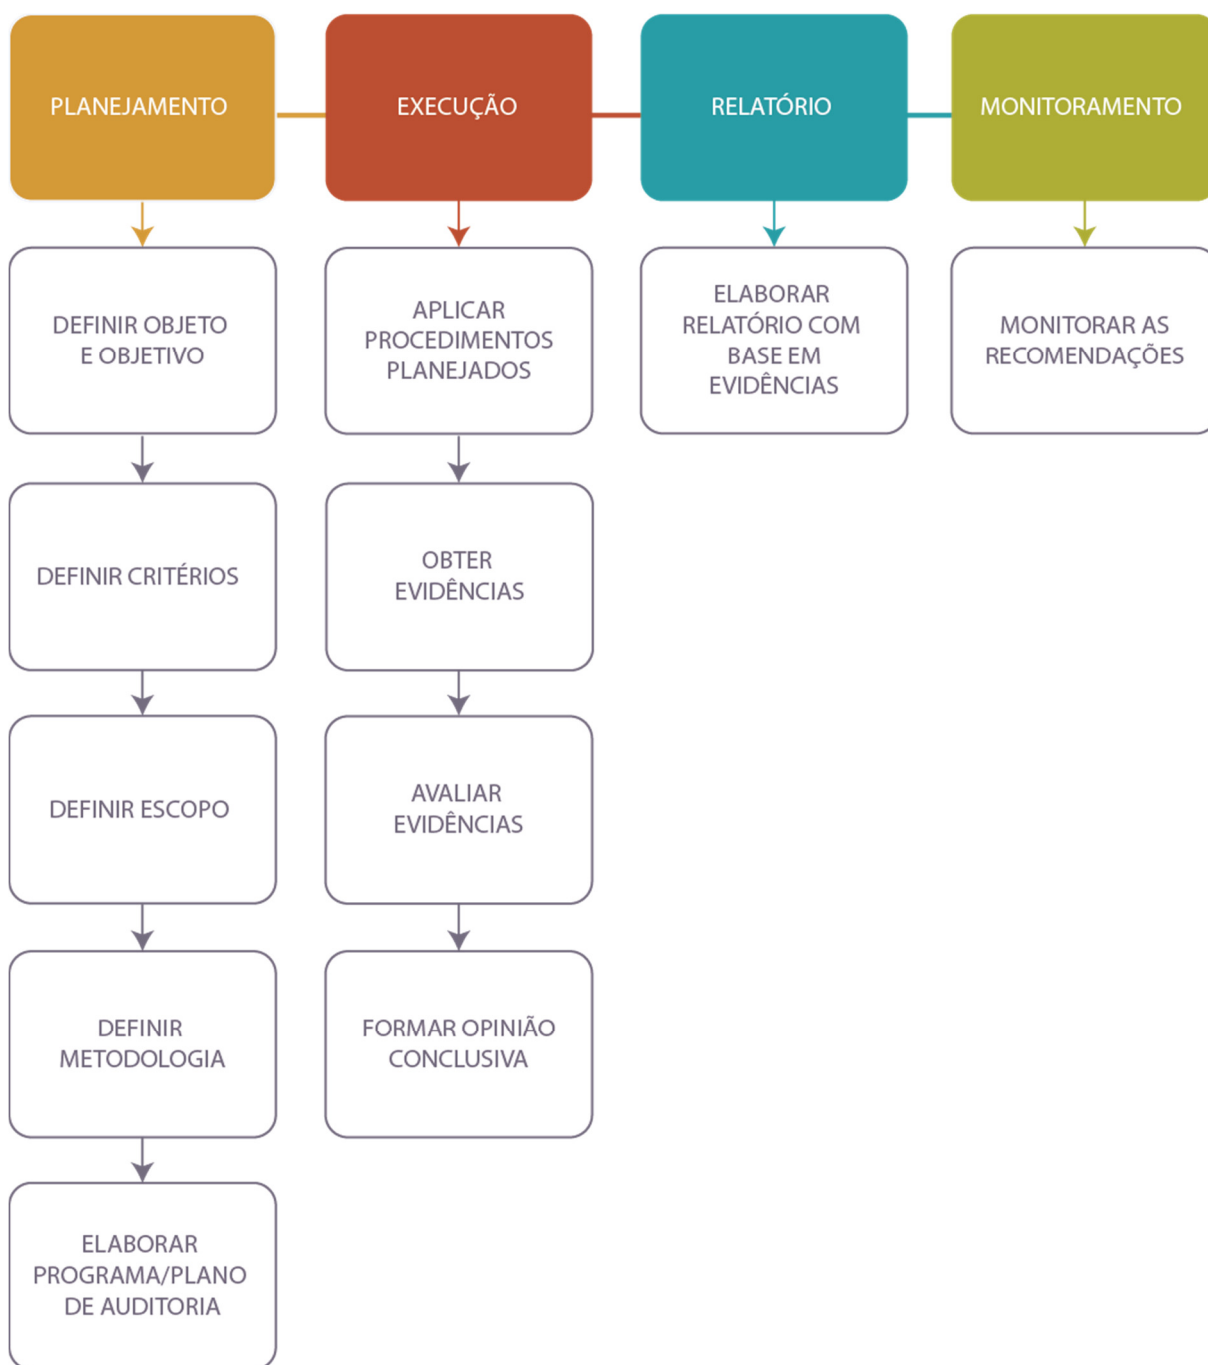 PLANEJAMENTO
EXECUÇÃO
RELATÓRIO
MONITORAMENTO
DEFINIR OBJETO
E OBJETIVO
APLICAR
PROCEDIMENTOS
PLANEJADOS
ELABORAR
RELATÓRIO COM
BASE EM
EVIDÊNCIAS
MONITORAR AS
RECOMENDAÇÕES
DEFINIR CRITÉRIOS
OBTER
EVIDÊNCIAS
DEFINIR ESCOPO
AVALIAR
EVIDÊNCIAS
DEFINIR
METODOLOGIA
FORMAR OPINIÃO
CONCLUSIVA
ELABORAR
PROGRAMA/PLANO
DE AUDITORIA